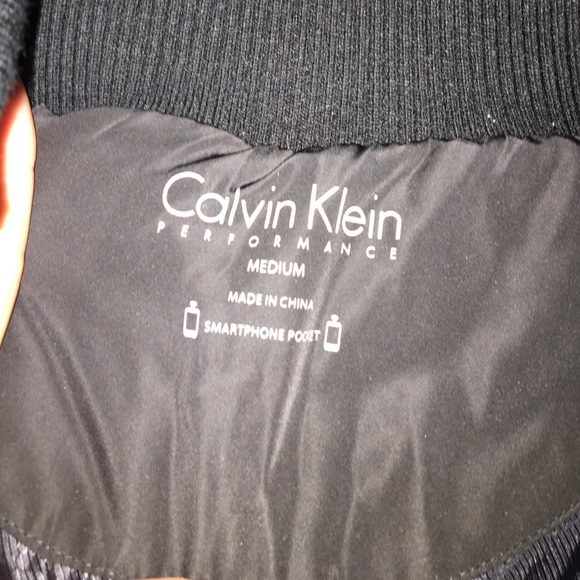 Calvin Klein
PERFORMANCE
MEDIUM
MADE IN CHINA
SMARTPHONE POCKET